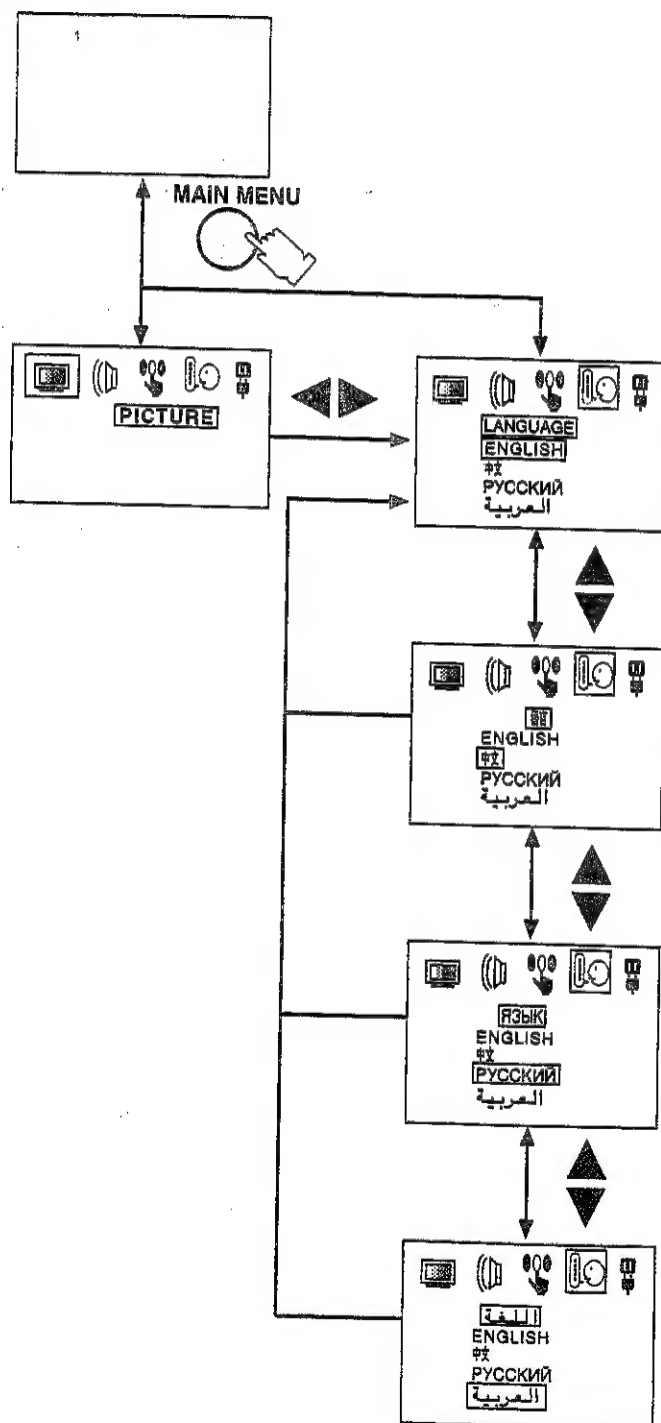 1
MAIN MENU
PICTURE
LANGUAGE
ENGLISH
中文
РУССКИЙ
العربية
ENGLISH
中文
РУССКИЙ
العربية
ЯЗЫК
ENGLISH
中文
РУССКИЙ
العربية
اللغة
ENGLISH
中文
РУССКИЙ
العربية